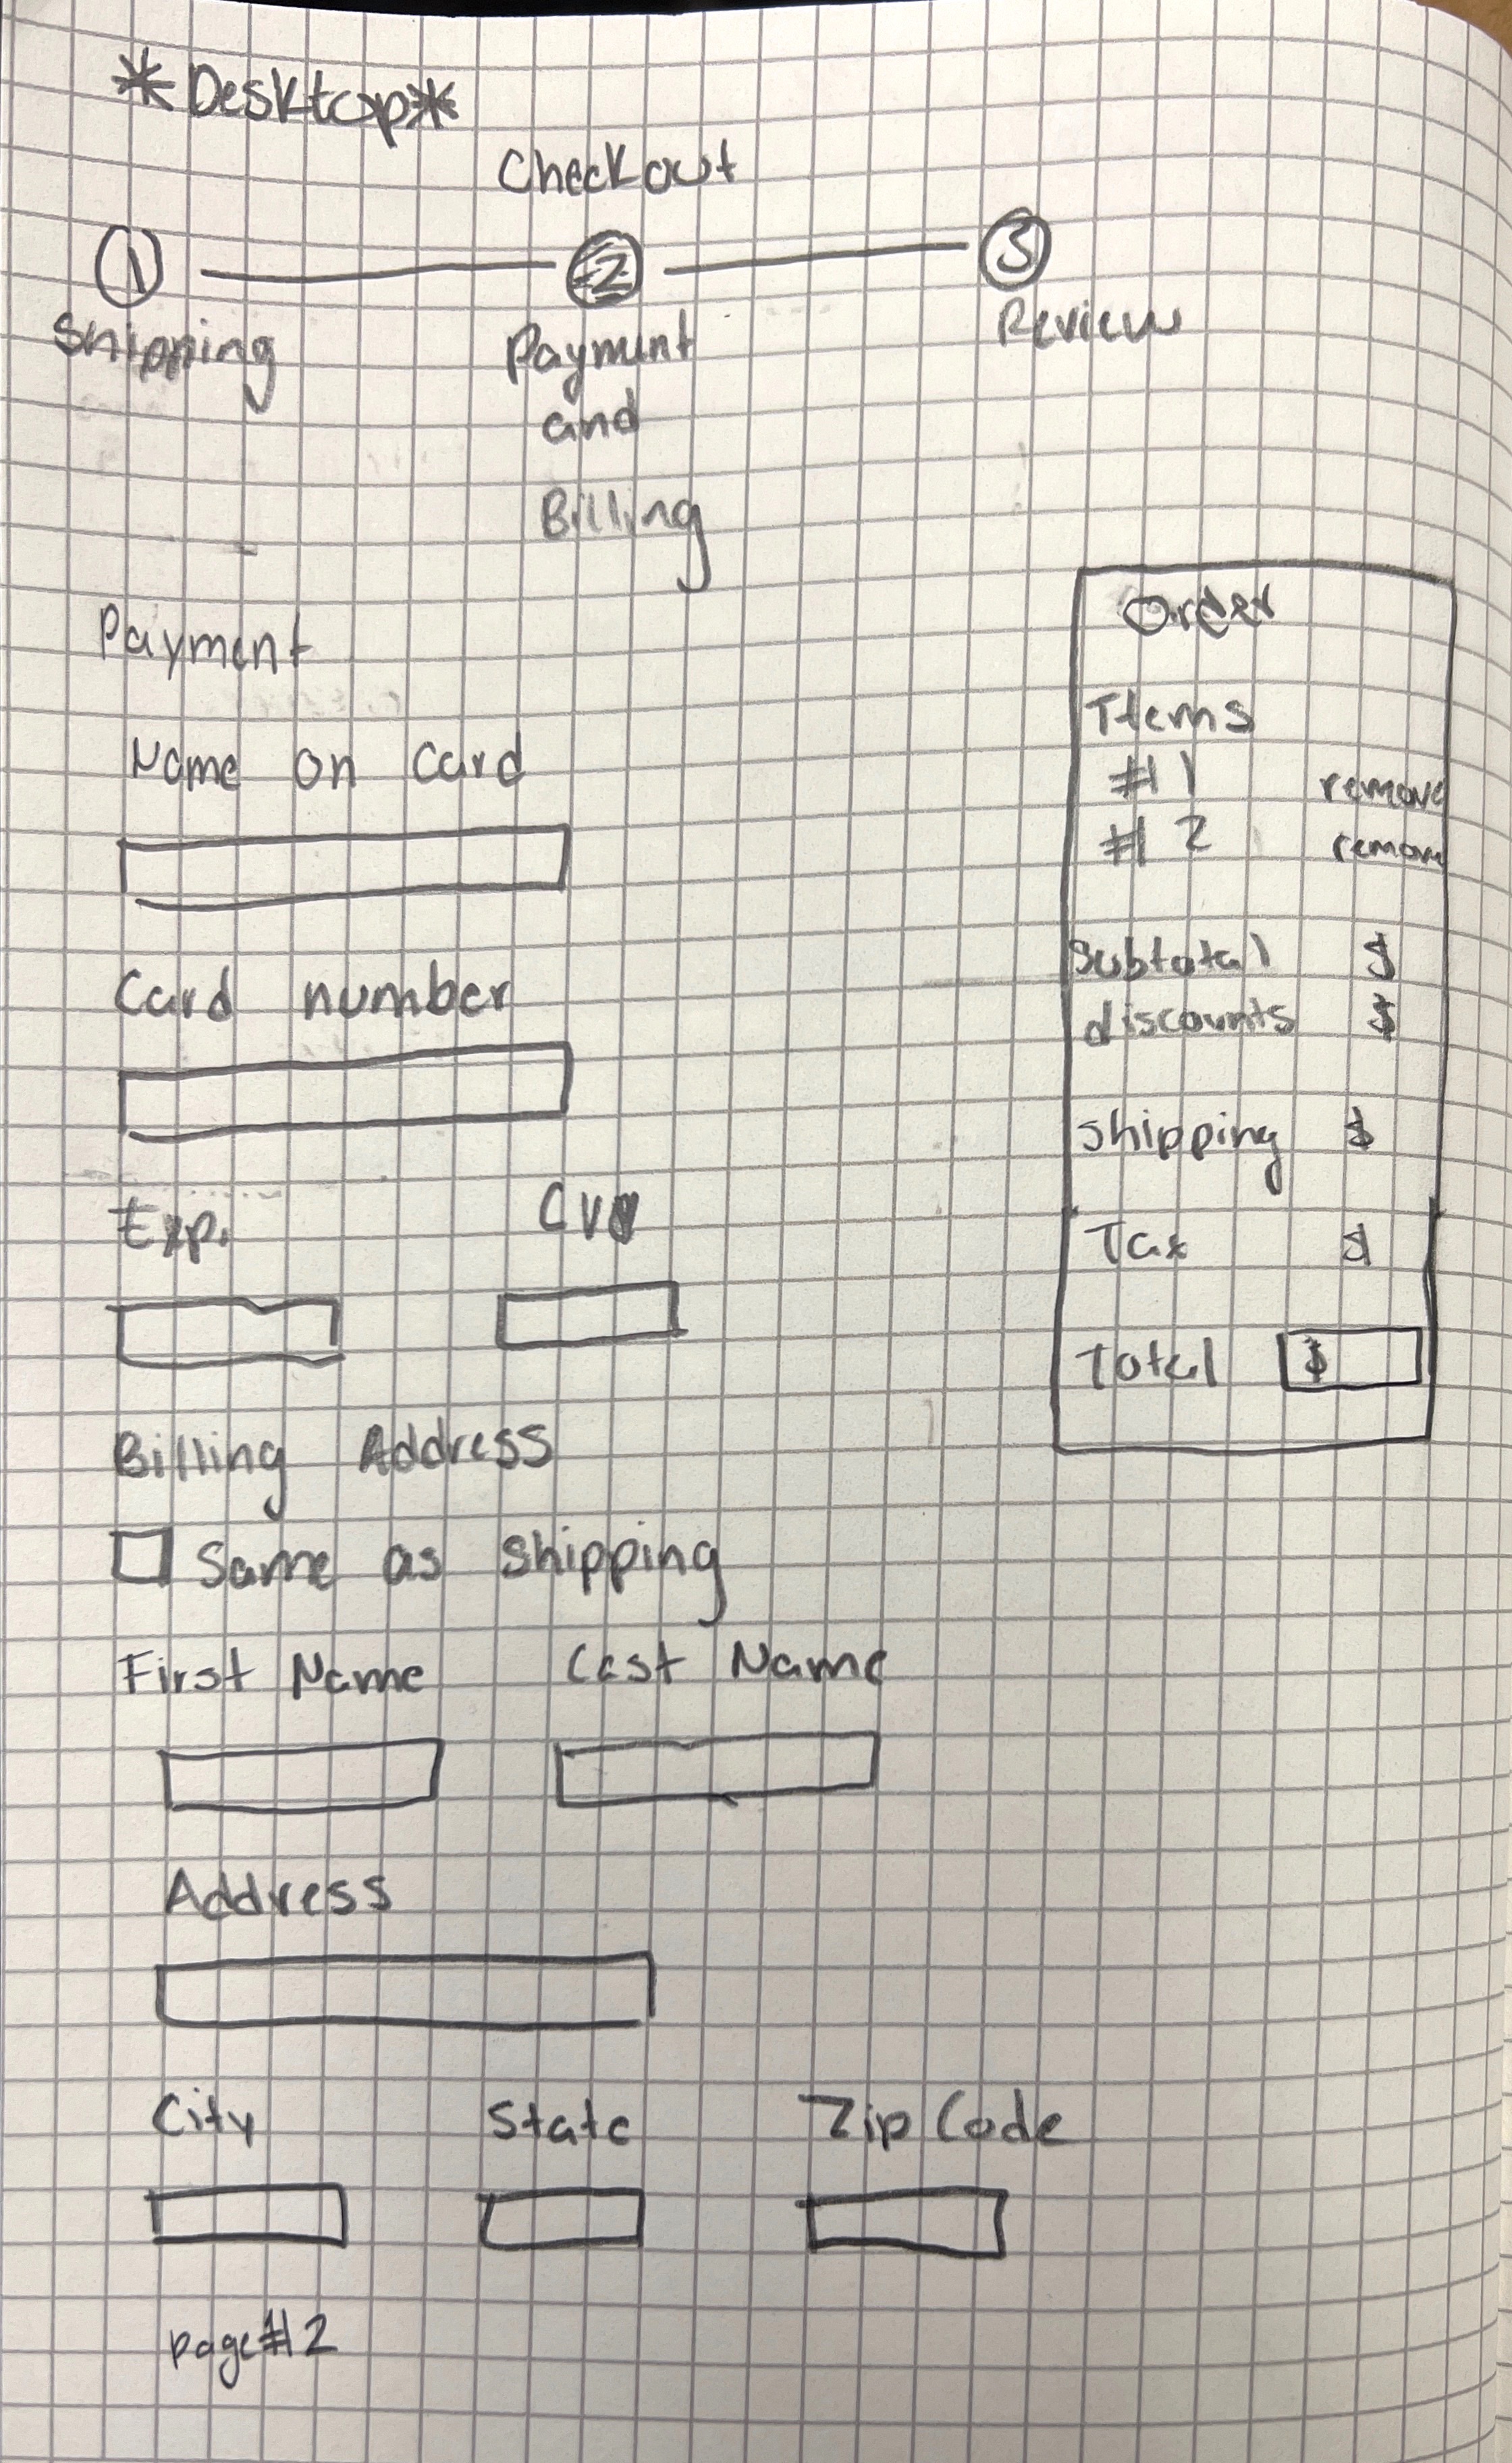 *Desktop*
Checkout
1 2 3
Shipping Payment and Billing Review
Payment
Name on Card
Card number
Exp. CVV
Billing Address
Same as Shipping
First Name Last Name
Address
City State Zip Code
page #2
Order
Items
#1 remove
#2 remove
Subtotal $
discounts $
Shipping $
Tax $
Total $